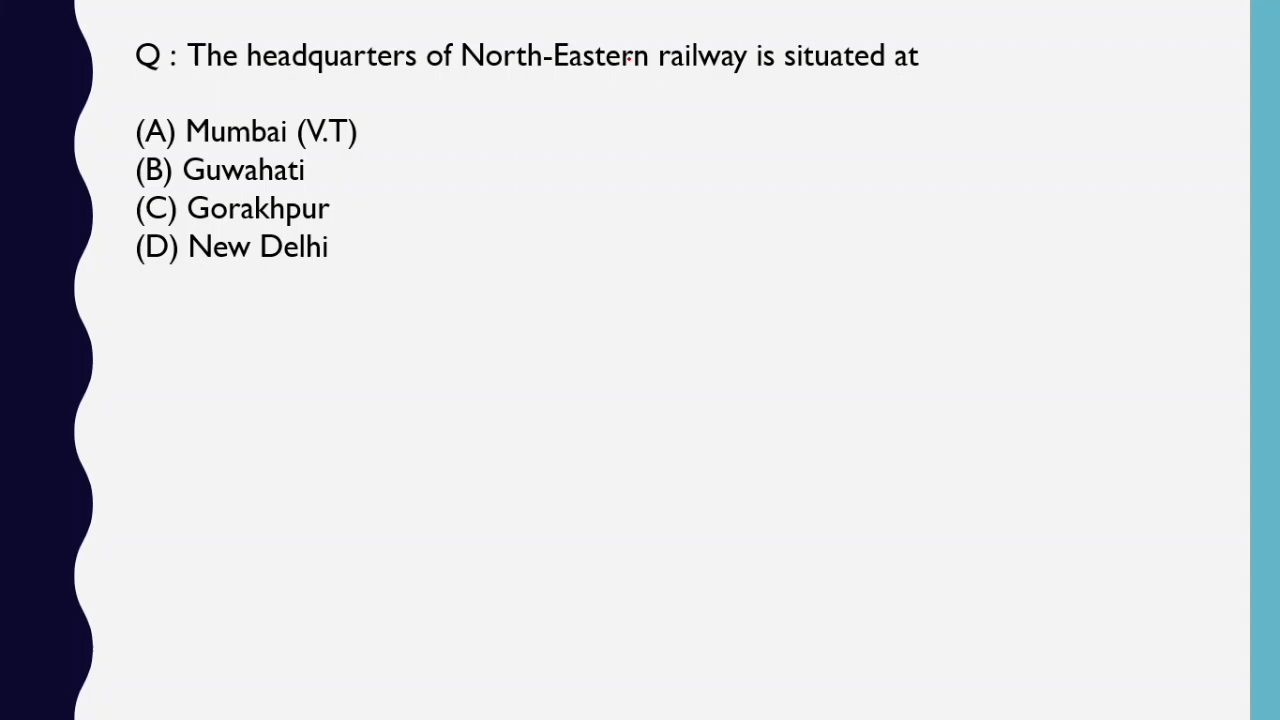 Q : The headquarters of North-Eastern railway is situated at
(A) Mumbai (V.T)
(B) Guwahati
(C) Gorakhpur
(D) New Delhi